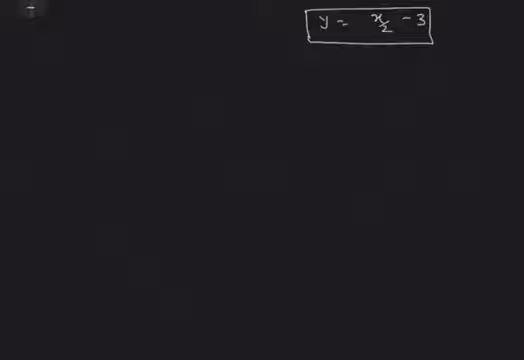 y = x/2 - 3